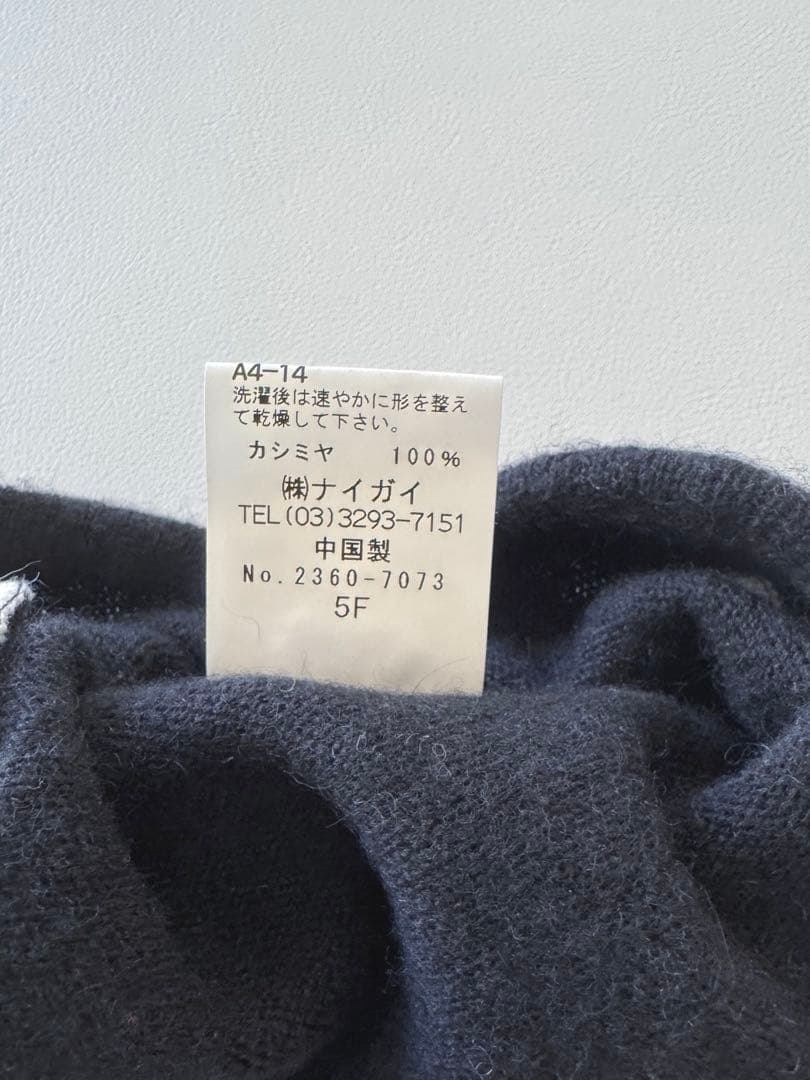 A4-14
洗濯後は速やかに形を整え
て乾燥して下さい。
カシミヤ 100%
㈱ナイガイ
TEL(03)3293-7151
中国製
No.2360-7073
5F